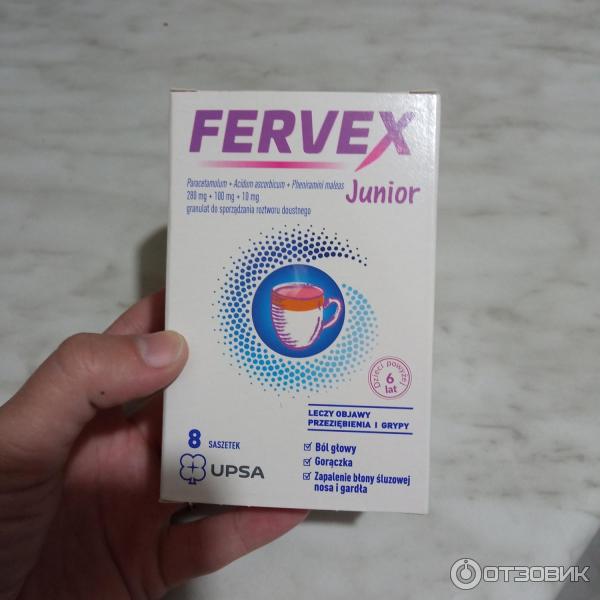 FERVEX
Junior
Paracetamolum + Acidum ascorbicum + Pheniramini maleas
280 mg + 100 mg + 10 mg
granulat do sporządzania roztworu doustnego
Dzieci powyżej
6
lat
LECZY OBJAWY
PRZEZIĘBIENIA I GRYPY
Ból głowy
Gorączka
Zapalenie błony śluzowej
nosa i gardła
8 SASZETEK
UPSA
ОТЗОВИК